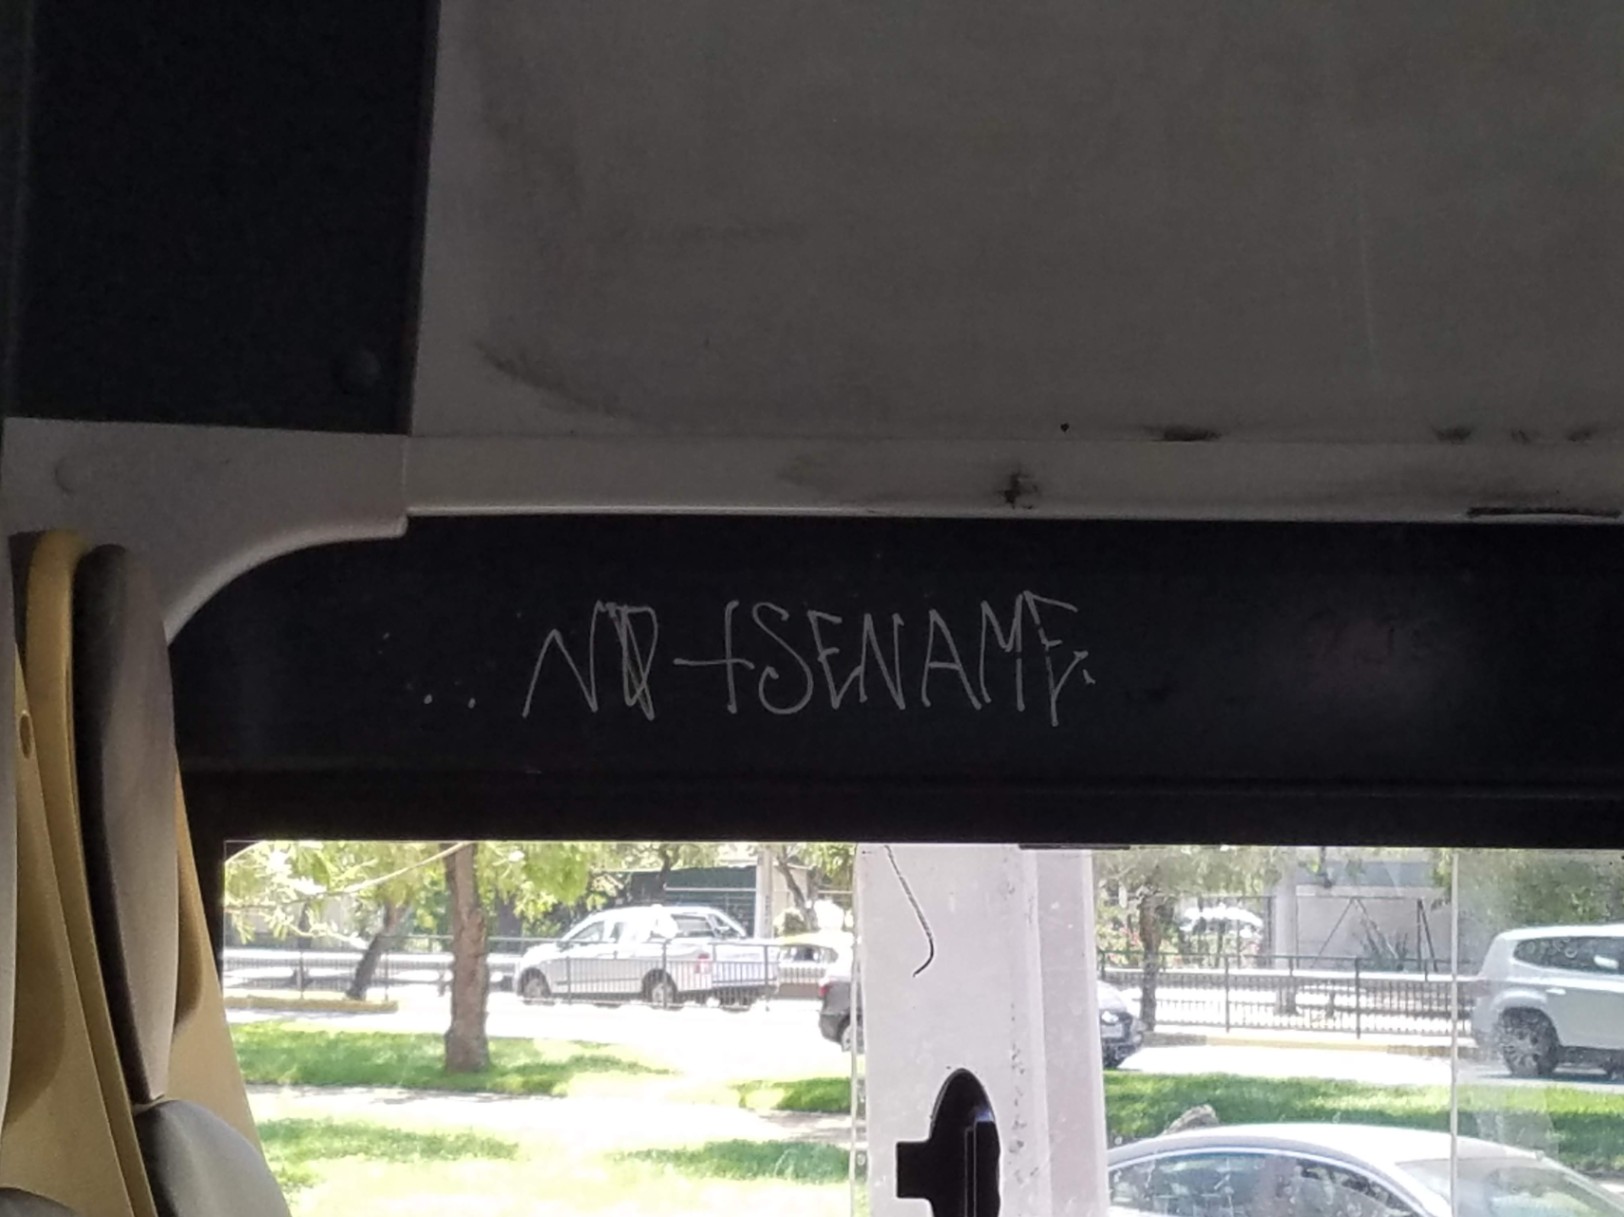 .. NO +SENAME.